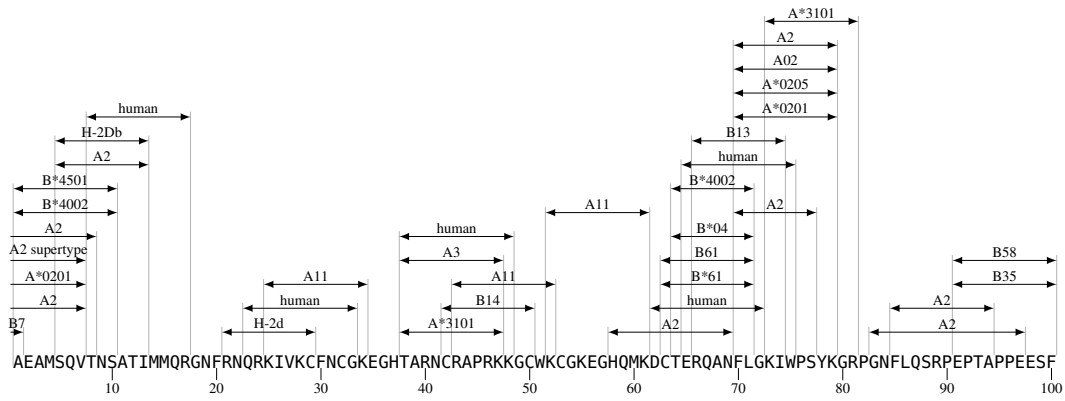 A*3101
A2
A02
A*0205
human A*0201
H-2Db B13
A2 human
B*4501 B*4002
B*4002 A11 A2
A2 human B*04
A2 supertype A3 B61 B58
A*0201 A11 A11 B*61 B35
A2 human B14 human A2
B7 H-2d A*3101 A2 A2
AEAMSQVTNSATIMMQRGNFRNQRKIVKCFNCGKEGHTARNCRAPRKKGCWKCGKEGHQMKDCTERQANFLGKIWPSYKGRPGNFLQSRPEPTAPPEESF
10 20 30 40 50 60 70 80 90 100